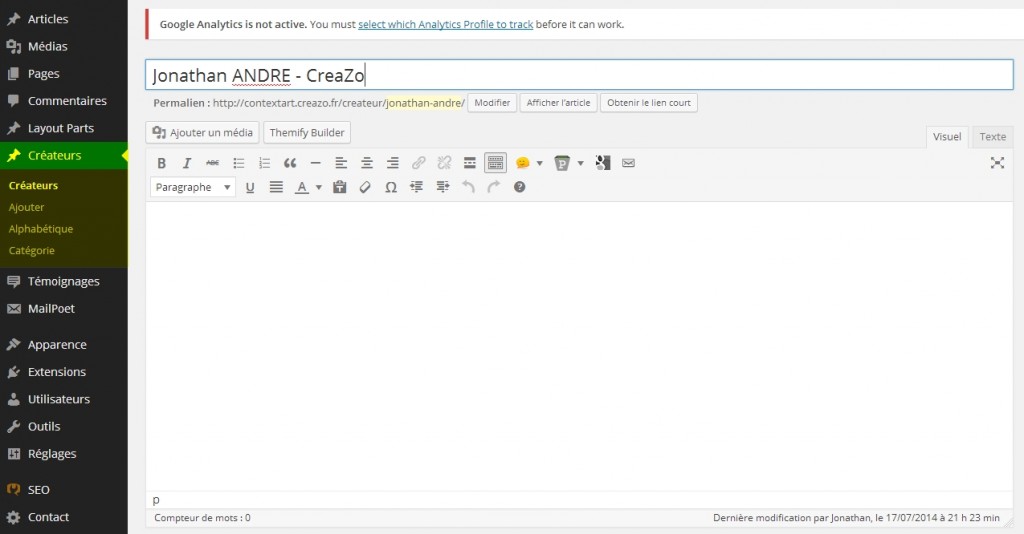 Articles
Médias
Pages
Commentaires
Layout Parts
Créateurs
Créateurs
Ajouter
Alphabétique
Catégorie
Témoignages
MailPoet
Apparence
Extensions
Utilisateurs
Outils
Réglages
SEO
Contact
Google Analytics is not active. You must select which Analytics Profile to track before it can work.
Jonathan ANDRE - CreaZo
Permalien : http://contextart.creazo.fr/createur/jonathan-andre/ Modifier Afficher l'article Obtenir le lien court
Ajouter un média Themify Builder Visuel Texte
B I ABC
Paragraphe U A Ω
p
Compteur de mots : 0 Dernière modification par Jonathan, le 17/07/2014 à 21 h 23 min